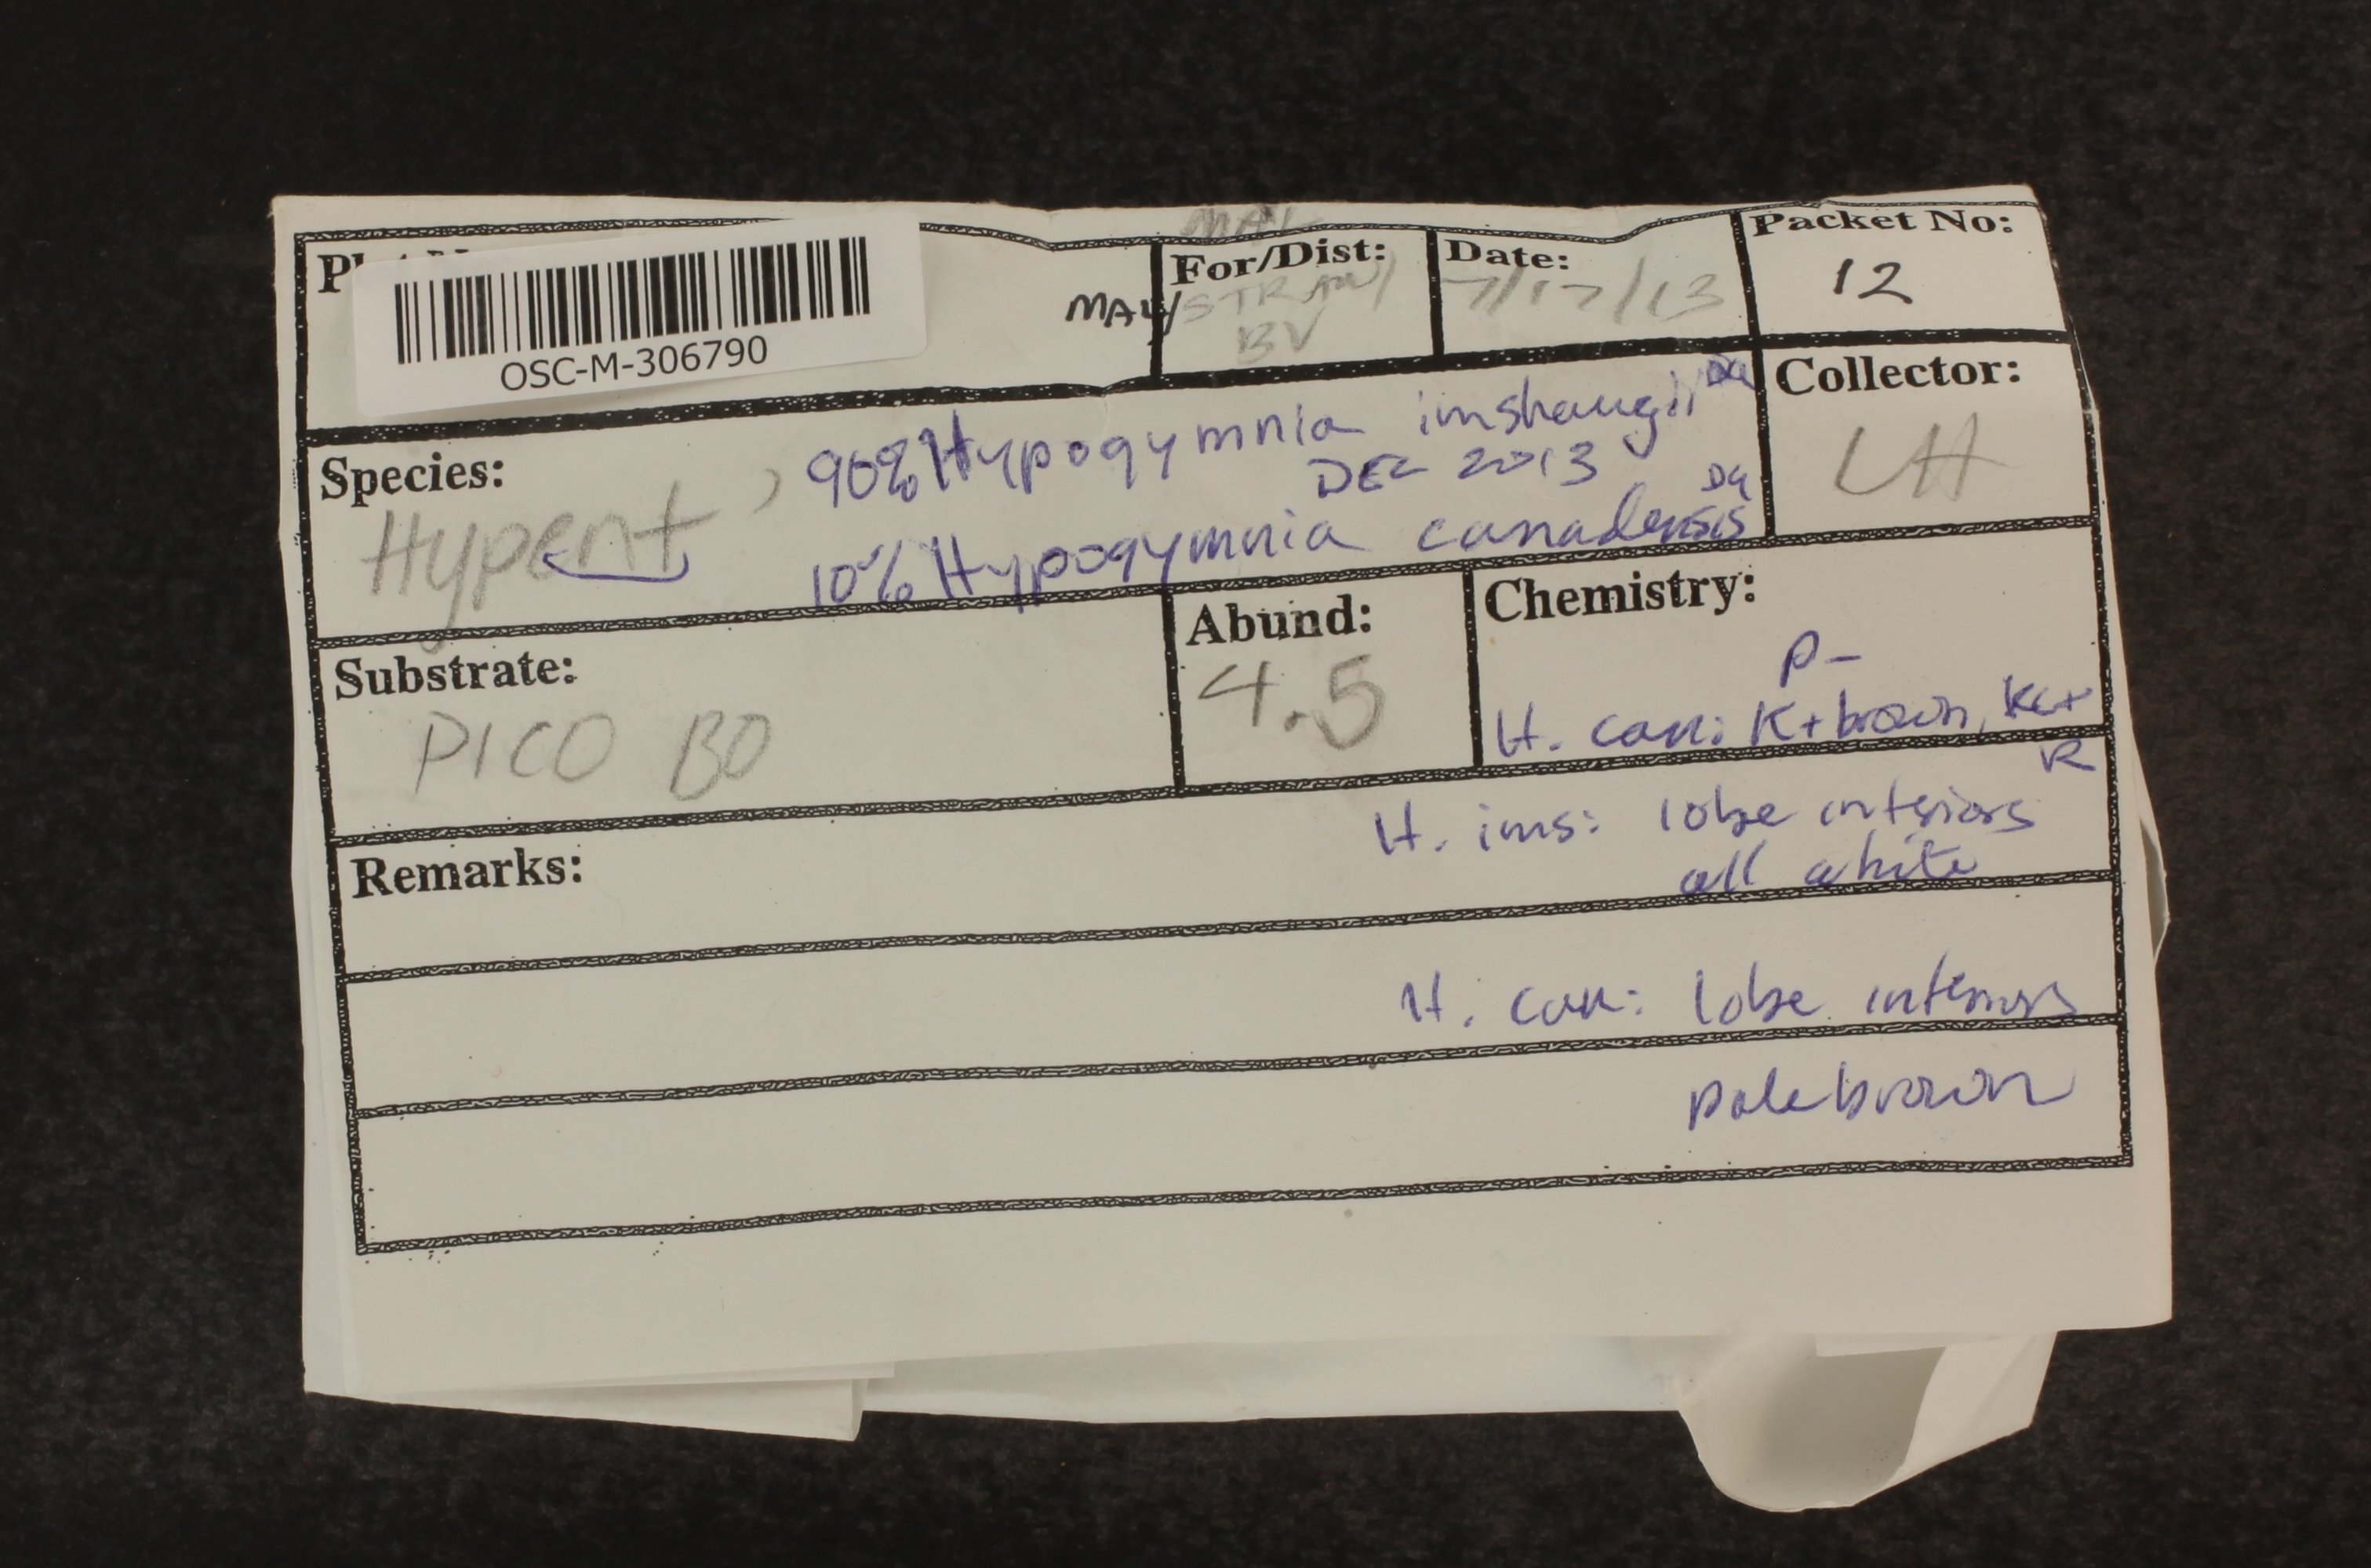 MAL
For/Dist:
Date:
Packet No:
MAL/
STRAW/
BV
7/17/13
12
OSC-M-306790
Species:
Hypent
90% Hypogymnia imshaugii DG
DEC 2013
10% Hypogymnia canadensis DG
Collector:
LH
Substrate:
PICO BO
Abund:
4.5
Chemistry:
P-
H. can: K+brown, KC+
R
Remarks:
H. ims: lobe interiors
all white
H. can: lobe interiors
pale brown